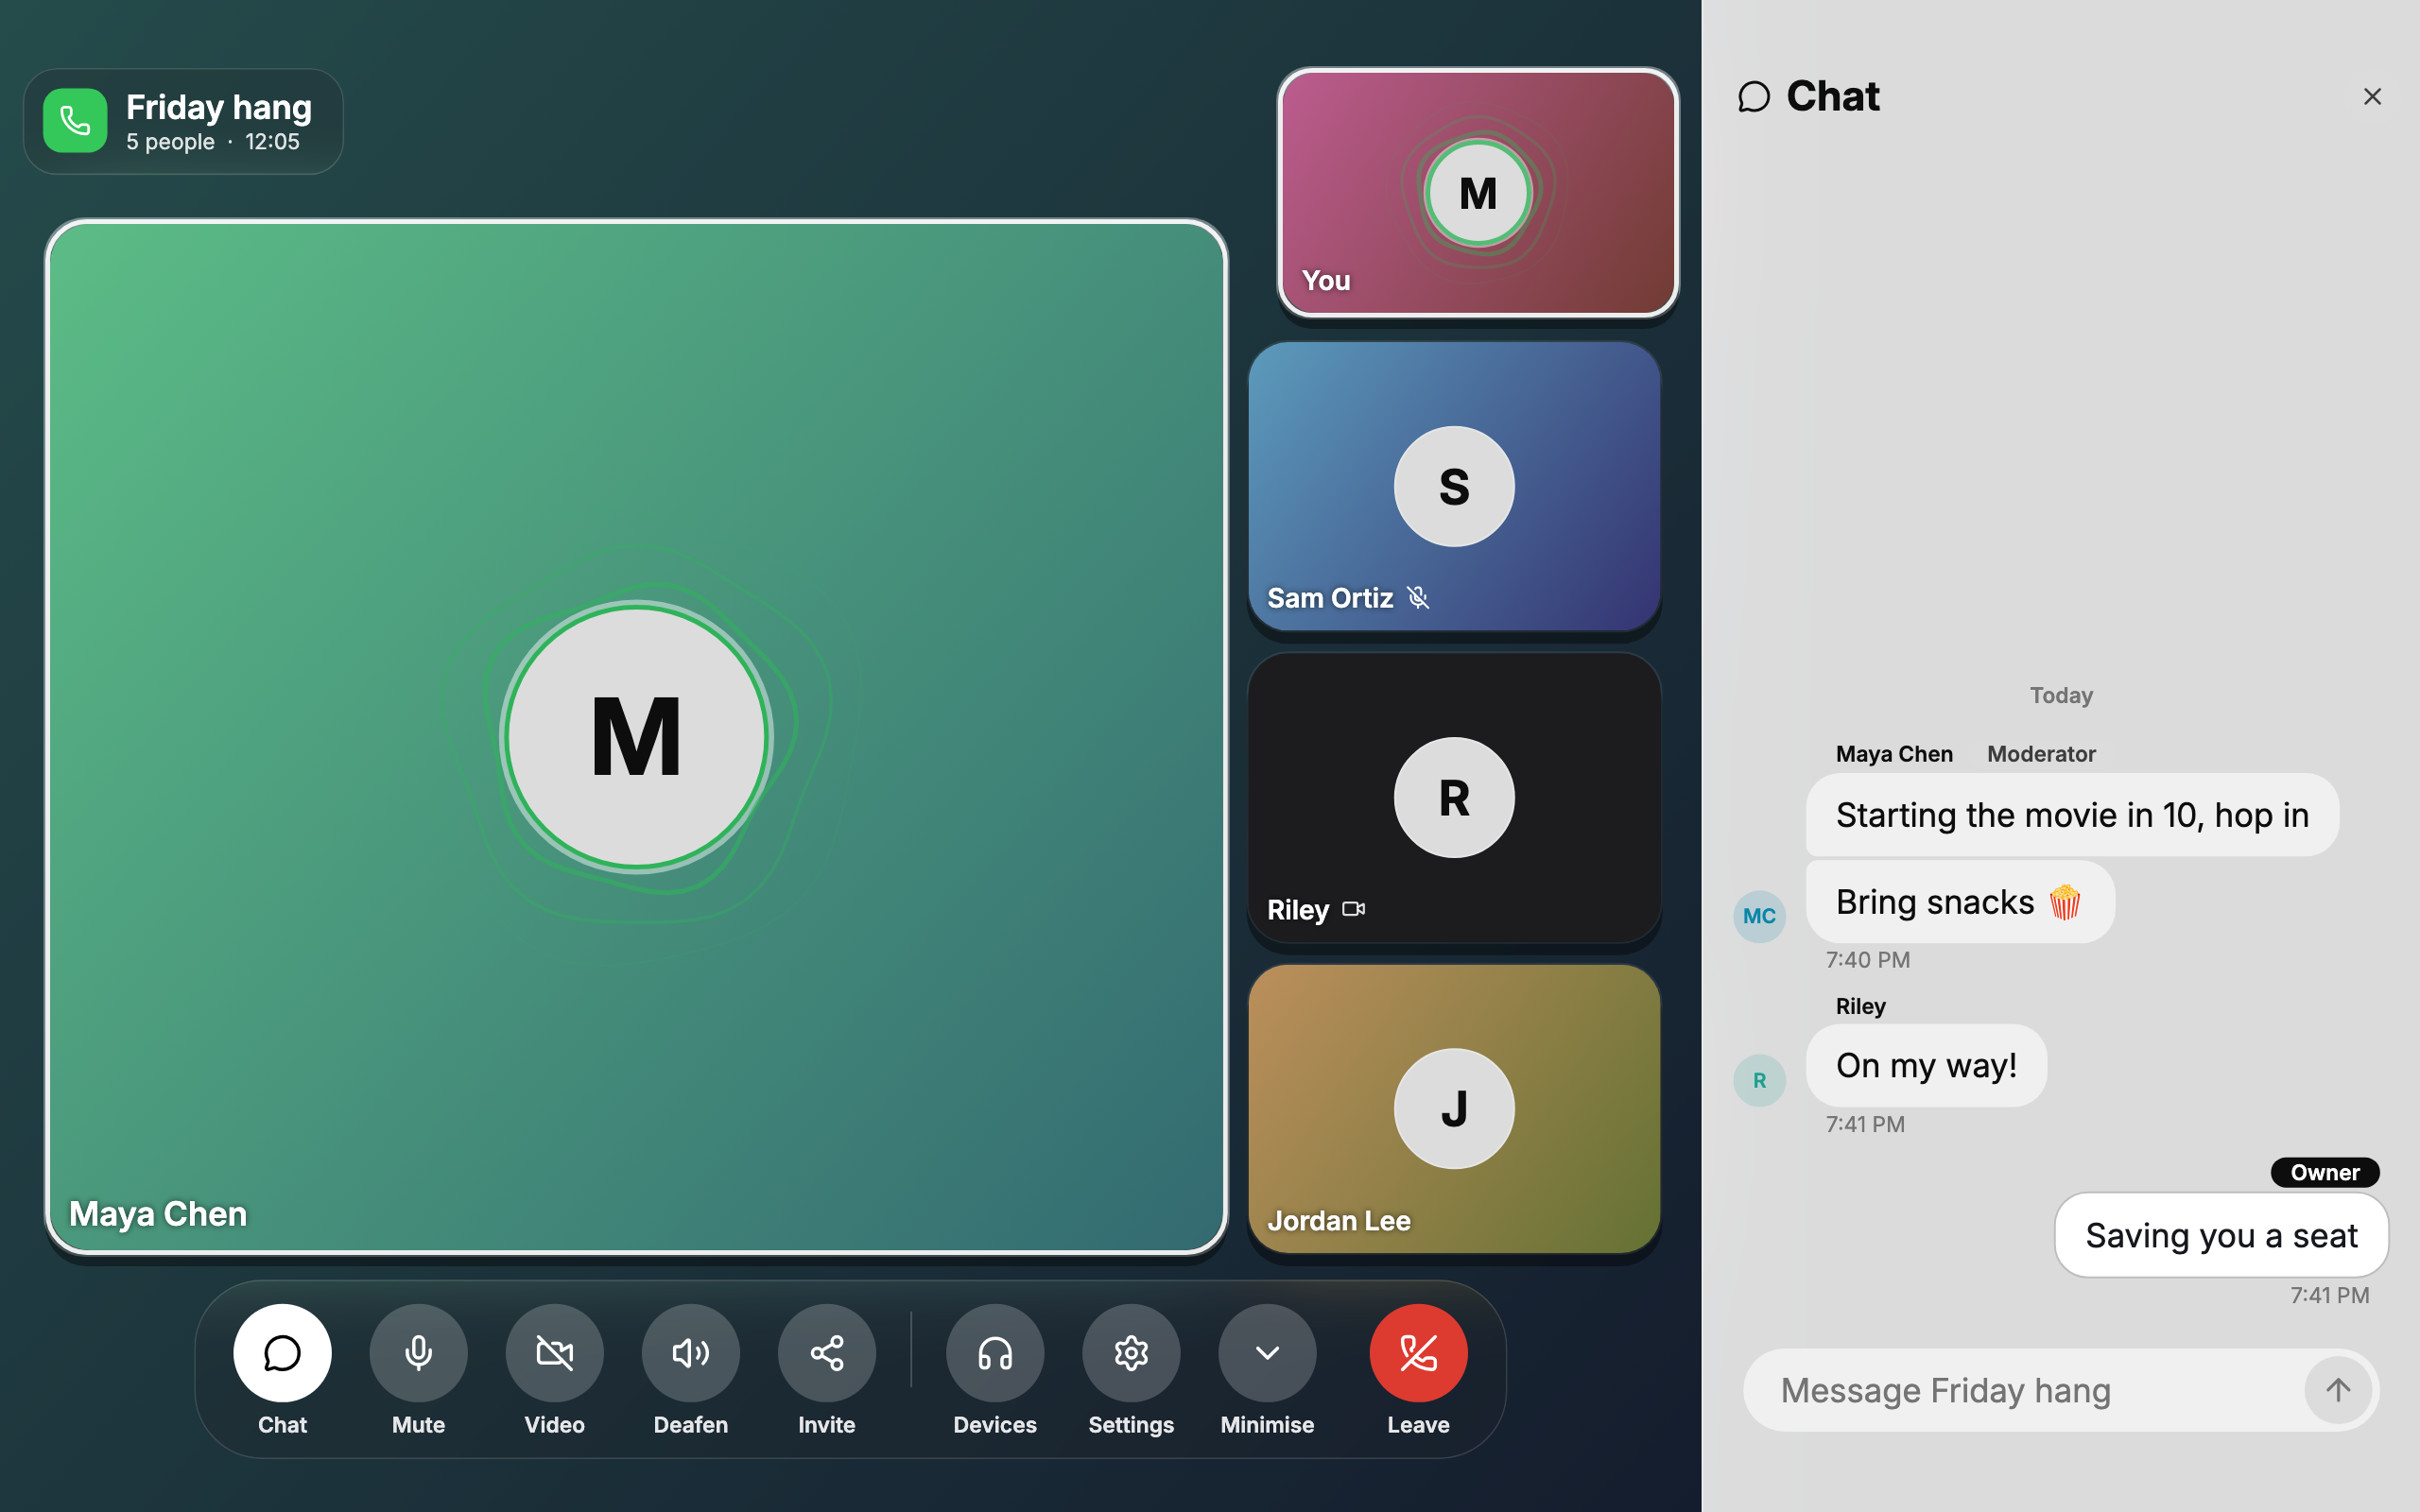 Friday hang
5 people · 12:05
M
Maya Chen
M
You
S
Sam Ortiz
R
Riley
J
Jordan Lee
Chat
Mute
Video
Deafen
Invite
Devices
Settings
Minimise
Leave
Chat
Today
Maya Chen Moderator
Starting the movie in 10, hop in
MC
Bring snacks 🍿
7:40 PM
Riley
R
On my way!
7:41 PM
Owner
Saving you a seat
7:41 PM
Message Friday hang